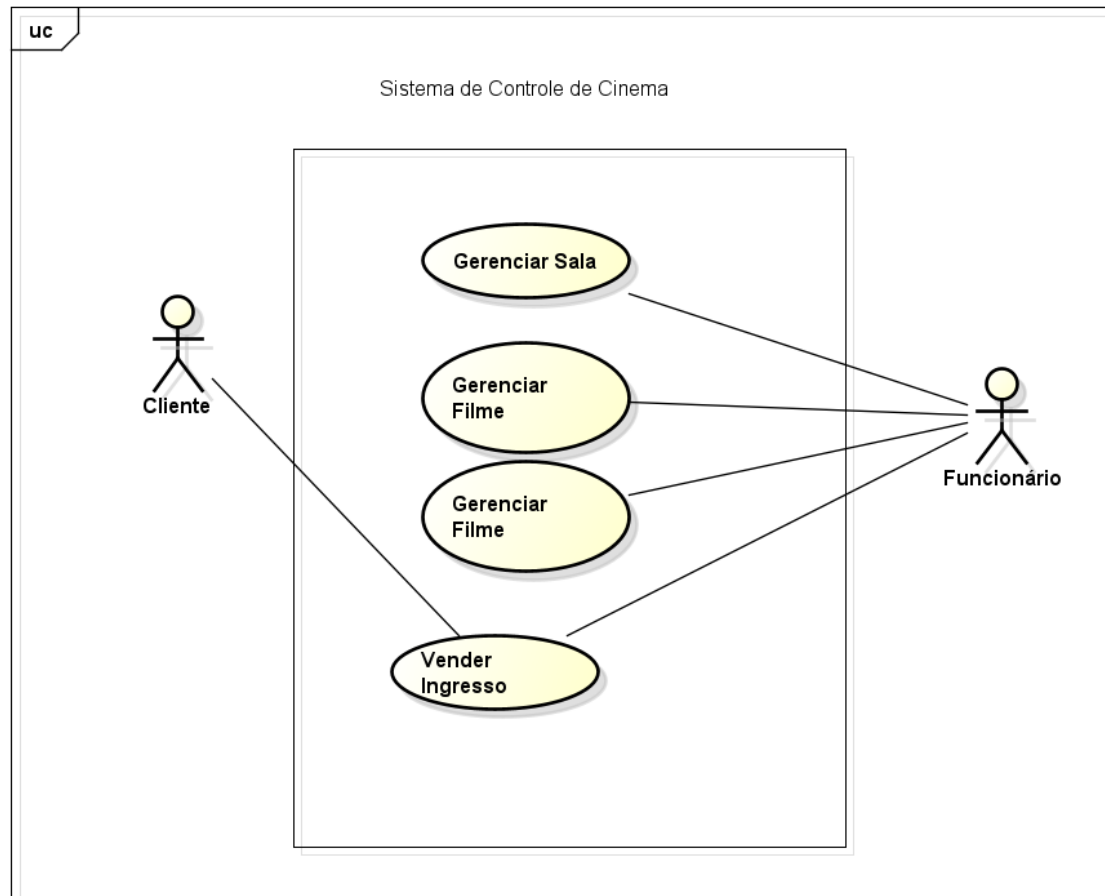 uc
Sistema de Controle de Cinema
Gerenciar Sala
Cliente
Gerenciar
Filme
Funcionário
Gerenciar
Filme
Vender
Ingresso